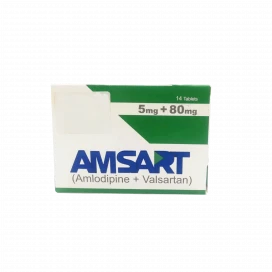 14 Tablets
5mg + 80mg
AMSART
(Amlodipine + Valsartan)